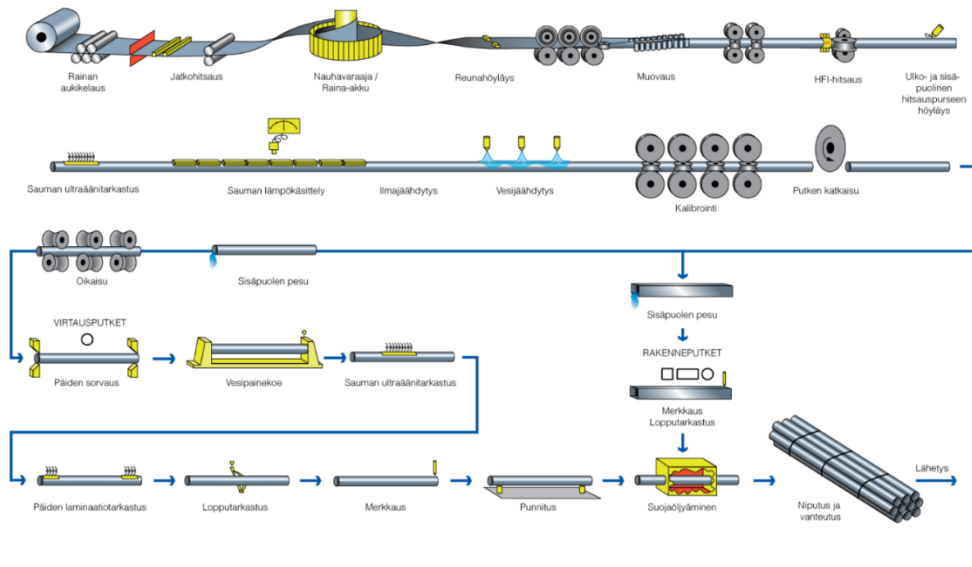 Rainan
aukikelaus
Jatkohitsaus
Nauhavaraaja /
Raina-akku
Reunahöyläys
Muovaus
HFI-hitsaus
Ulko- ja sisä-
puolinen
hitsauspurseen
höyläys
Sauman ultraäänitarkastus
Sauman lämpökäsittely
Ilmajäähdytys
Vesijäähdytys
Kalibrointi
Putken katkaisu
Oikaisu
Sisäpuolen pesu
Sisäpuolen pesu
VIRTAUSPUTKET
Päiden sorvaus
Vesipainekoe
Sauman ultraäänitarkastus
RAKENNEPUTKET
Merkkaus
Lopputarkastus
Päiden laminaatiotarkastus
Lopputarkastus
Merkkaus
Punnitus
Suojaöljyäminen
Niputus ja
vanteutus
Lähetys